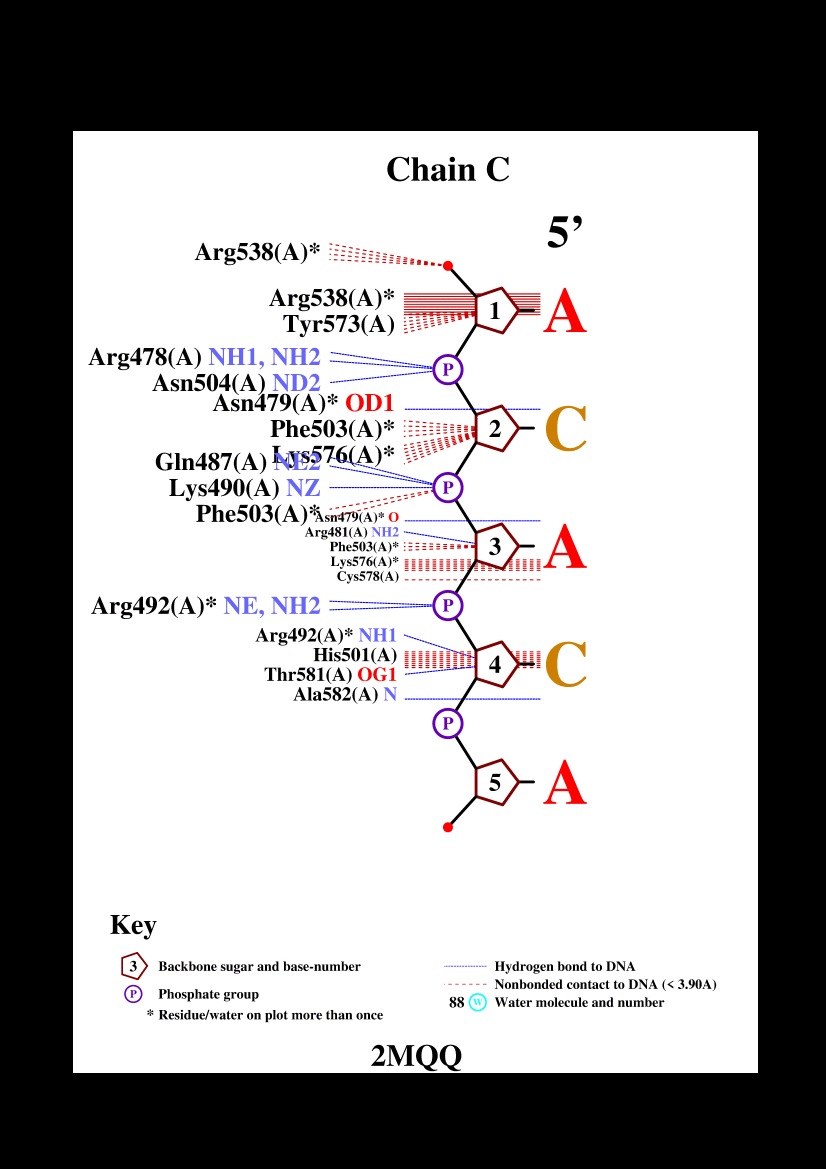 Chain C
5’
Arg538(A)*
Arg538(A)*
1
A
Tyr573(A)
Arg478(A) NH1, NH2
P
Asn504(A) ND2
Asn479(A)* OD1
Phe503(A)*
2
C
Lys576(A)*
Gln487(A) NE2
Lys490(A) NZ
P
Phe503(A)*
Asn479(A)* O
Arg481(A) NH2
Phe503(A)*
3
A
Lys576(A)*
Cys578(A)
Arg492(A)* NE, NH2
P
Arg492(A)* NH1
His501(A)
4
C
Thr581(A) OG1
Ala582(A) N
P
5
A
Key
3 Backbone sugar and base-number
P Phosphate group
* Residue/water on plot more than once
Hydrogen bond to DNA
Nonbonded contact to DNA (< 3.90A)
88 W Water molecule and number
2MQQ